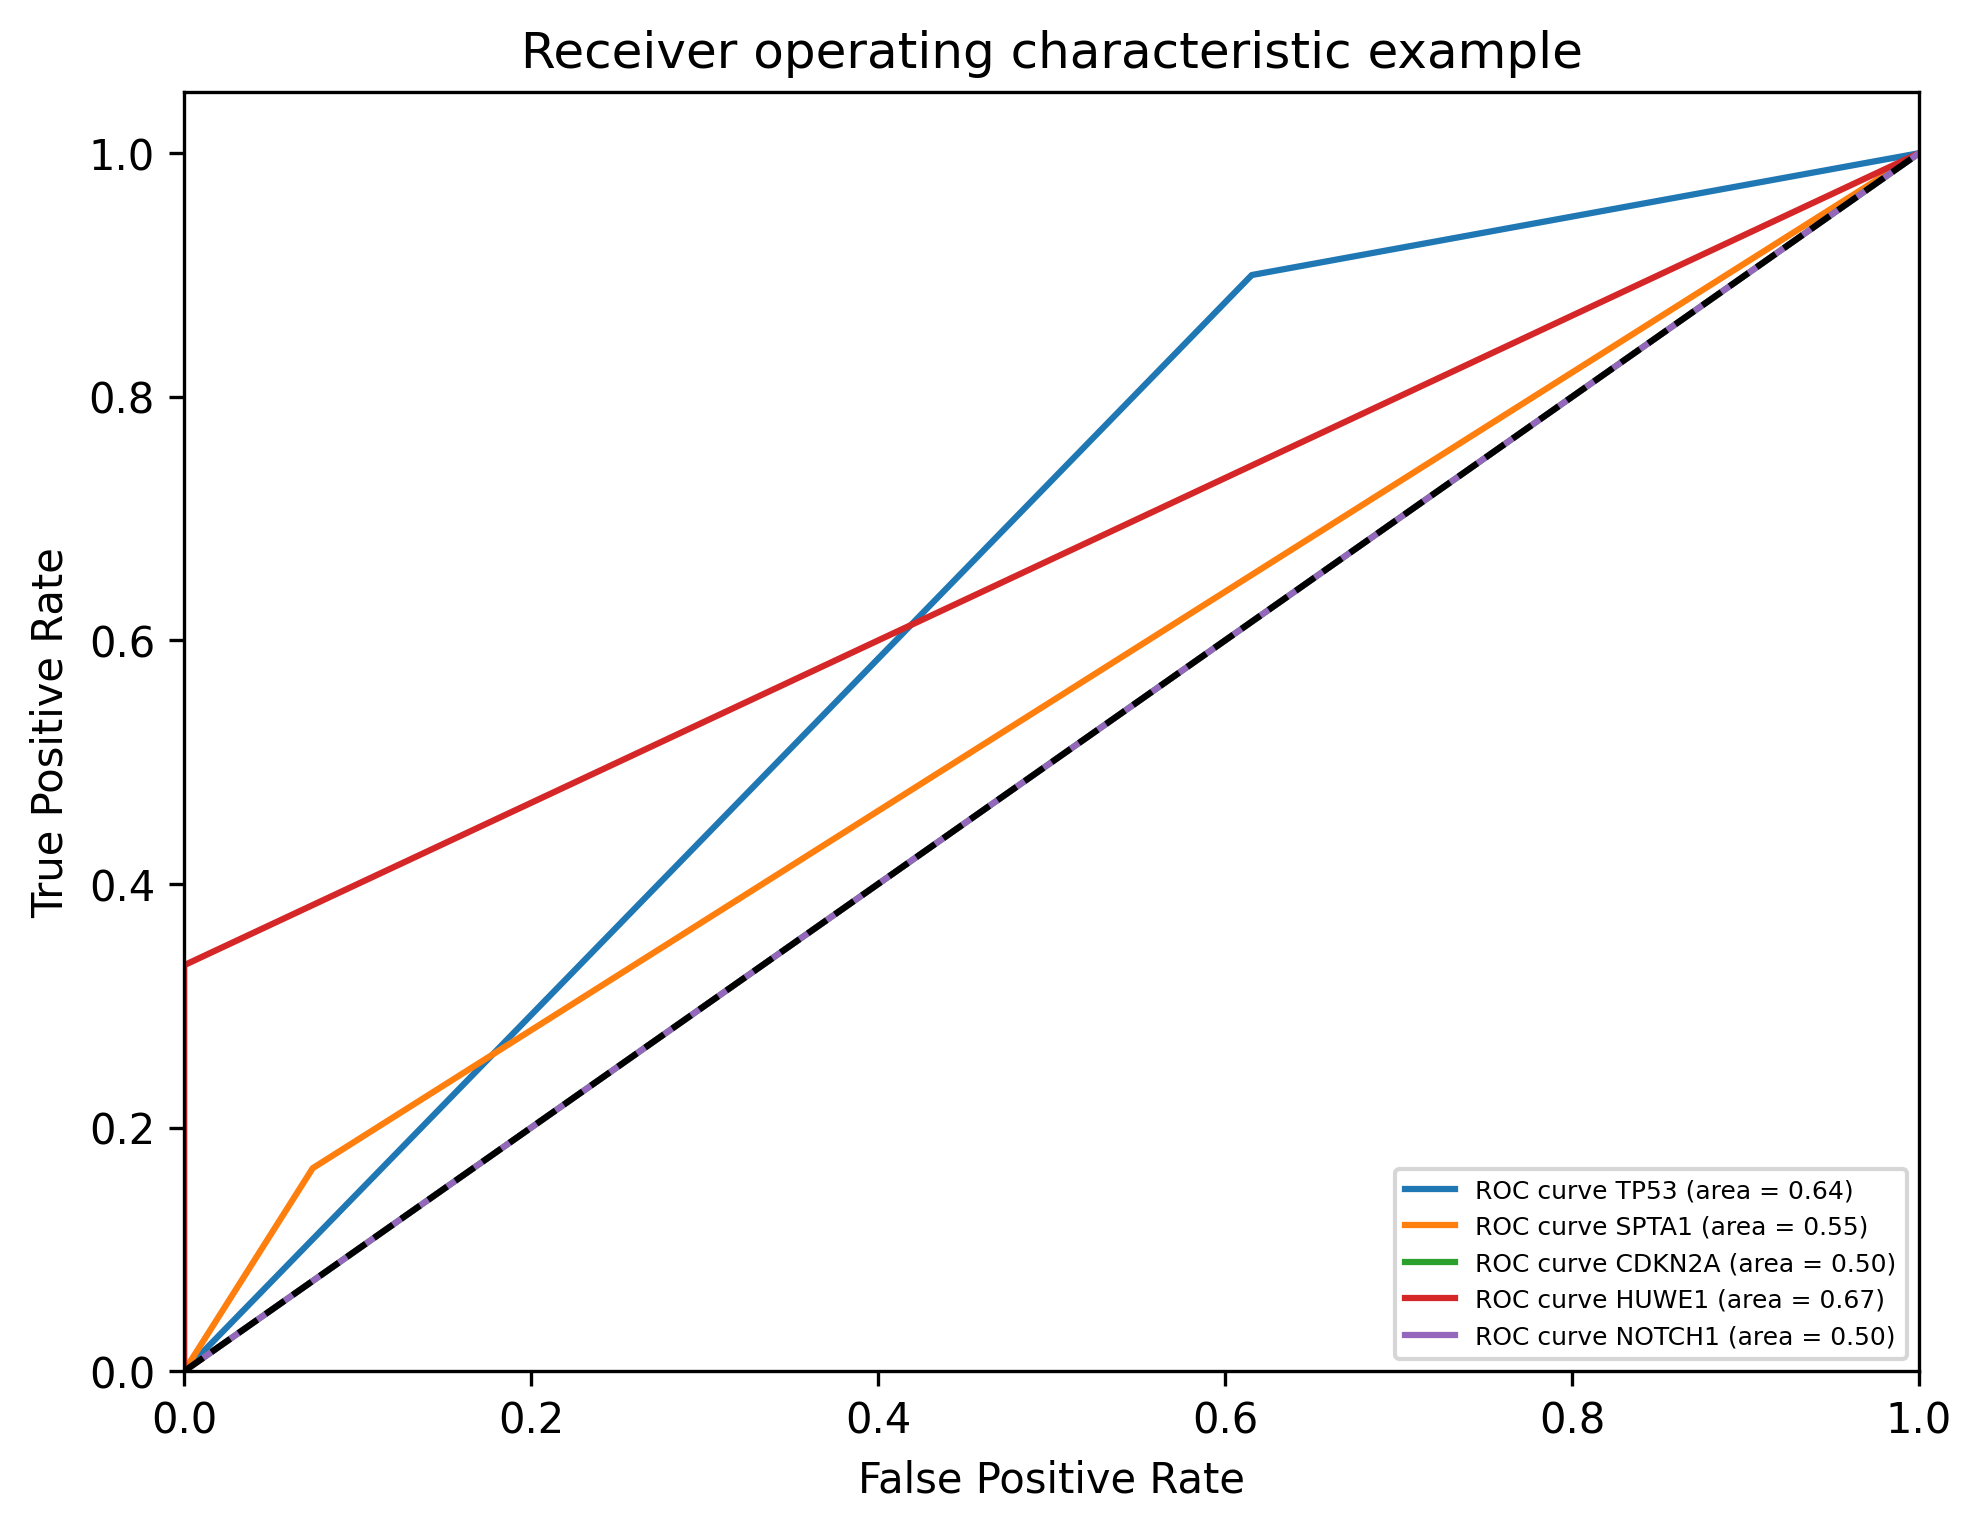 Receiver operating characteristic example
True Positive Rate
1.0
0.8
0.6
0.4
0.2
0.0
ROC curve TP53 (area = 0.64)
ROC curve SPTA1 (area = 0.55)
ROC curve CDKN2A (area = 0.50)
ROC curve HUWE1 (area = 0.67)
ROC curve NOTCH1 (area = 0.50)
0.0 0.2 0.4 0.6 0.8 1.0
False Positive Rate